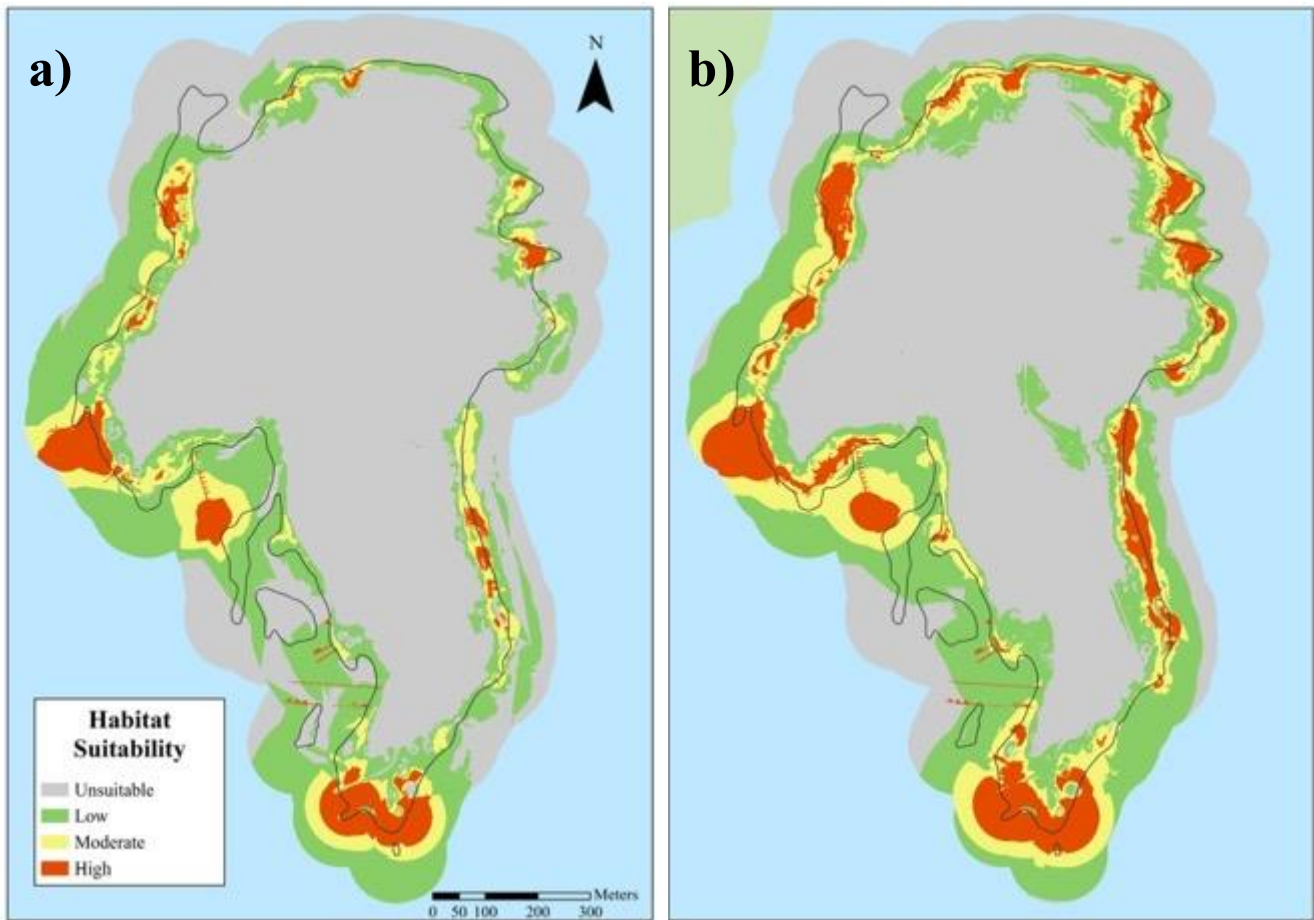 a)
N
b)
Habitat
Suitability
Unsuitable
Low
Moderate
High
Meters
0 50 100 200 300